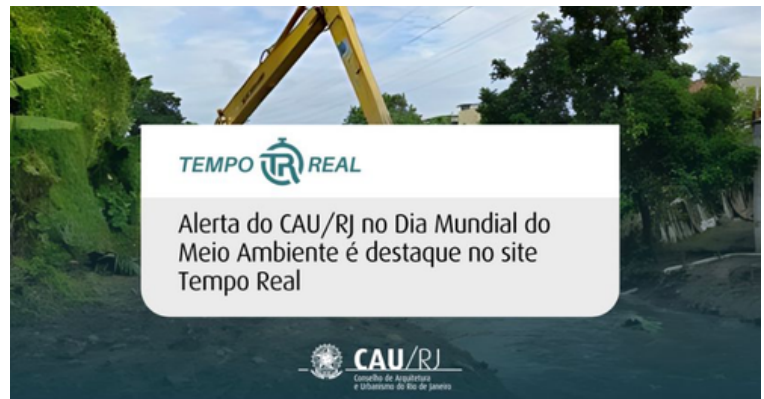 TEMPO TR REAL
Alerta do CAU/RJ no Dia Mundial do
Meio Ambiente é destaque no site
Tempo Real
CAU/RJ
Conselho de Arquitetura
e Urbanismo do Rio de Janeiro